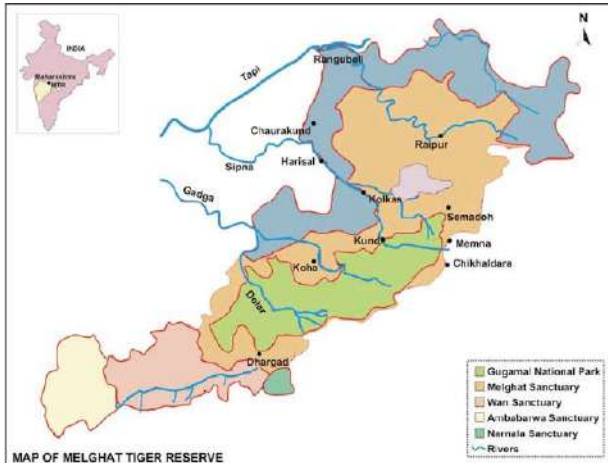 INDIA
Maharashtra
MTR
N
Rangubeli
Tapi
Chaurakund
Raipur
Sipna
Harisal
Gadga
Kolkas
Semadoh
Kund
Memna
Koha
Chikhaldara
Dolar
Dhargad
Gugamal National Park
Melghat Sanctuary
Wan Sanctuary
Ambabarwa Sanctuary
Narnala Sanctuary
Rivers
MAP OF MELGHAT TIGER RESERVE